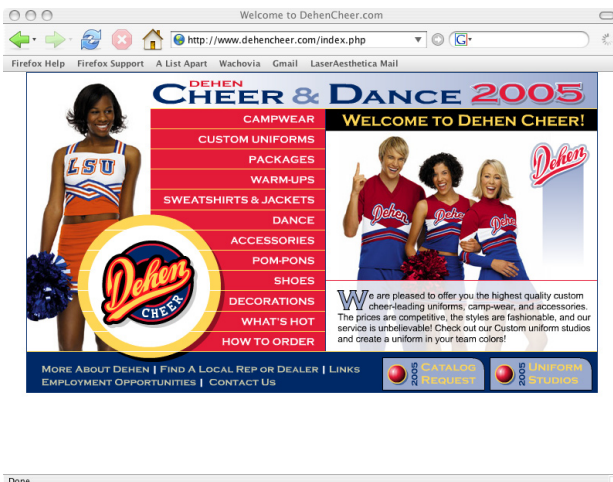 Welcome to DehenCheer.com
http://www.dehencheer.com/index.php
G
Firefox Help Firefox Support A List Apart Wachovia Gmail LaserAesthetica Mail
DEHEN
CHEER & DANCE 2005
CAMPWEAR
CUSTOM UNIFORMS
PACKAGES
WARM-UPS
SWEATSHIRTS & JACKETS
DANCE
ACCESSORIES
POM-PONS
SHOES
DECORATIONS
WHAT'S HOT
HOW TO ORDER
LSU
Dehen
CHEER
WELCOME TO DEHEN CHEER!
Dehen
Dehen
Dehen
Dehen
We are pleased to offer you the highest quality custom
cheer-leading uniforms, camp-wear, and accessories.
The prices are competitive, the styles are fashionable, and our
service is unbelievable! Check out our Custom uniform studios
and create a uniform in your team colors!
MORE ABOUT DEHEN | FIND A LOCAL REP OR DEALER | LINKS
EMPLOYMENT OPPORTUNITIES | CONTACT US
2005 CATALOG
REQUEST
2005 UNIFORM
STUDIOS
Done